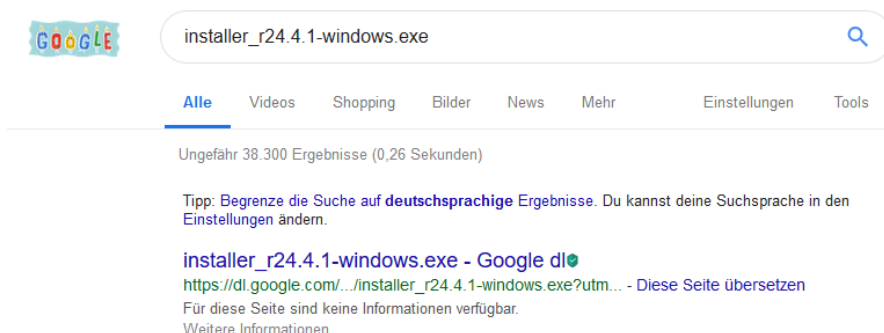 GOOGLE
installer_r24.4.1-windows.exe
Alle Videos Shopping Bilder News Mehr Einstellungen Tools
Ungefähr 38.300 Ergebnisse (0,26 Sekunden)
Tipp: Begrenze die Suche auf deutschsprachige Ergebnisse. Du kannst deine Suchsprache in den
Einstellungen ändern.
installer_r24.4.1-windows.exe - Google dl
https://dl.google.com/.../installer_r24.4.1-windows.exe?utm... - Diese Seite übersetzen
Für diese Seite sind keine Informationen verfügbar.
Weitere Informationen